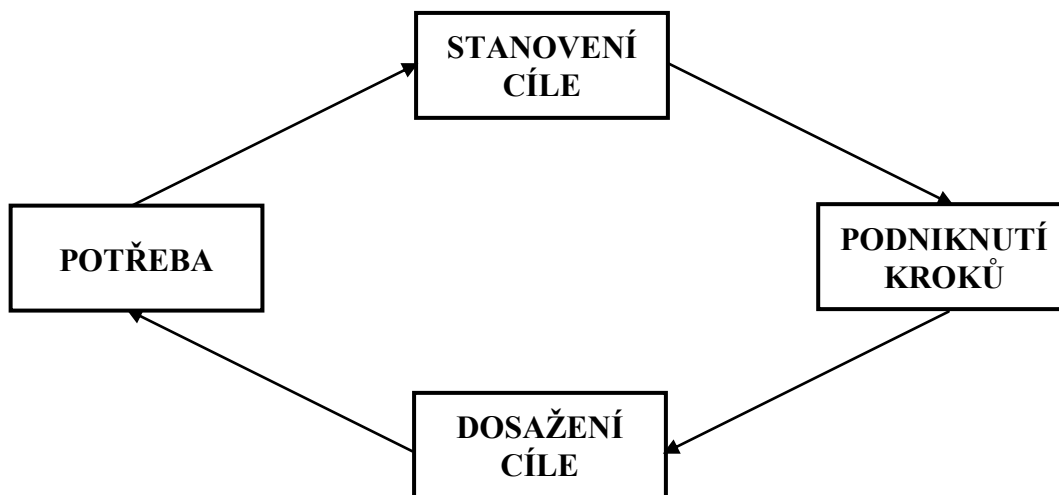 STANOVENÍ
CÍLE
POTŘEBA
PODNIKNUTÍ
KROKŮ
DOSAŽENÍ
CÍLE